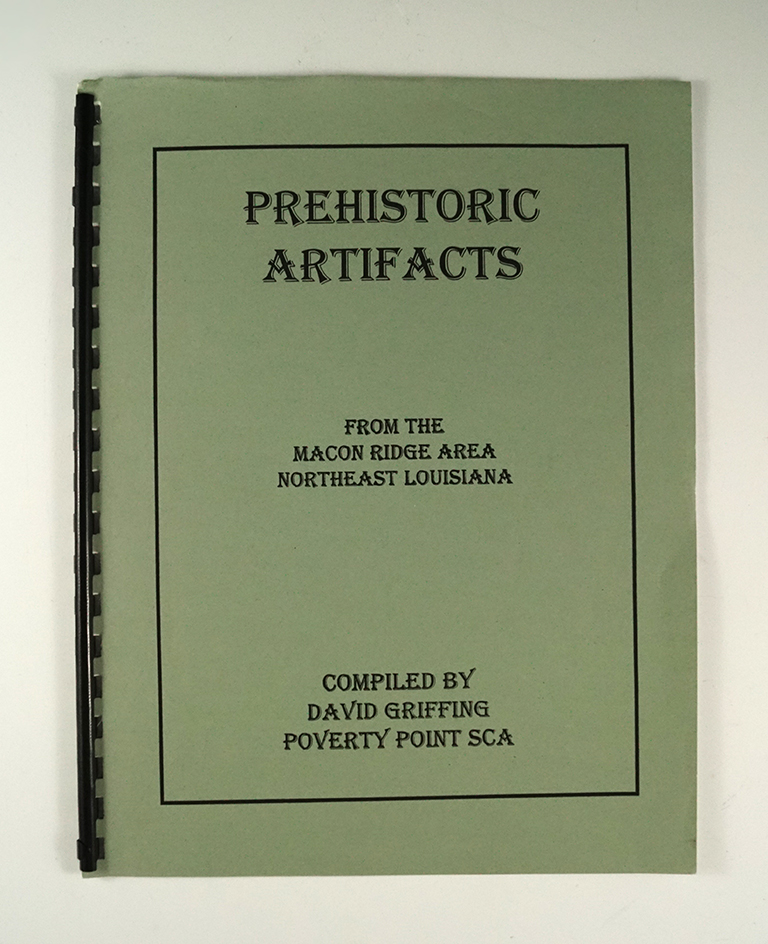 PREHISTORIC
ARTIFACTS
FROM THE
MACON RIDGE AREA
NORTHEAST LOUISIANA
COMPILED BY
DAVID GRIFFING
POVERTY POINT SCA